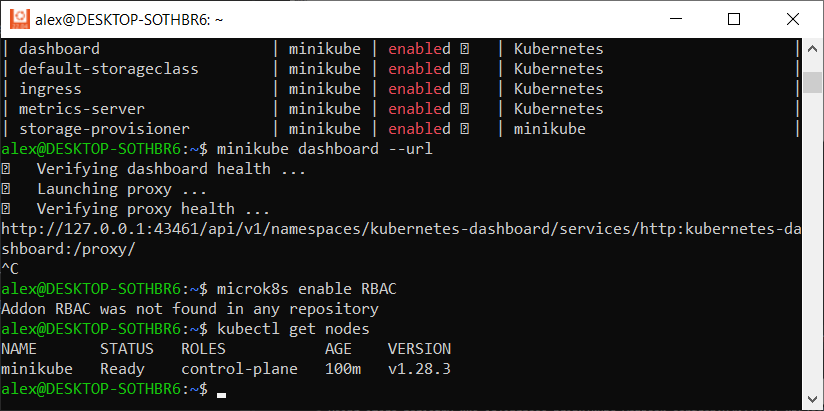 alex@DESKTOP-SOTHBR6: ~
| dashboard | minikube | enabled | Kubernetes |
| default-storageclass | minikube | enabled | Kubernetes |
| ingress | minikube | enabled | Kubernetes |
| metrics-server | minikube | enabled | Kubernetes |
| storage-provisioner | minikube | enabled | minikube |
alex@DESKTOP-SOTHBR6:~$ minikube dashboard --url
Verifying dashboard health ...
Launching proxy ...
Verifying proxy health ...
http://127.0.0.1:43461/api/v1/namespaces/kubernetes-dashboard/services/http:kubernetes-da
shboard:/proxy/
^C
alex@DESKTOP-SOTHBR6:~$ microk8s enable RBAC
Addon RBAC was not found in any repository
alex@DESKTOP-SOTHBR6:~$ kubectl get nodes
NAME STATUS ROLES AGE VERSION
minikube Ready control-plane 100m v1.28.3
alex@DESKTOP-SOTHBR6:~$